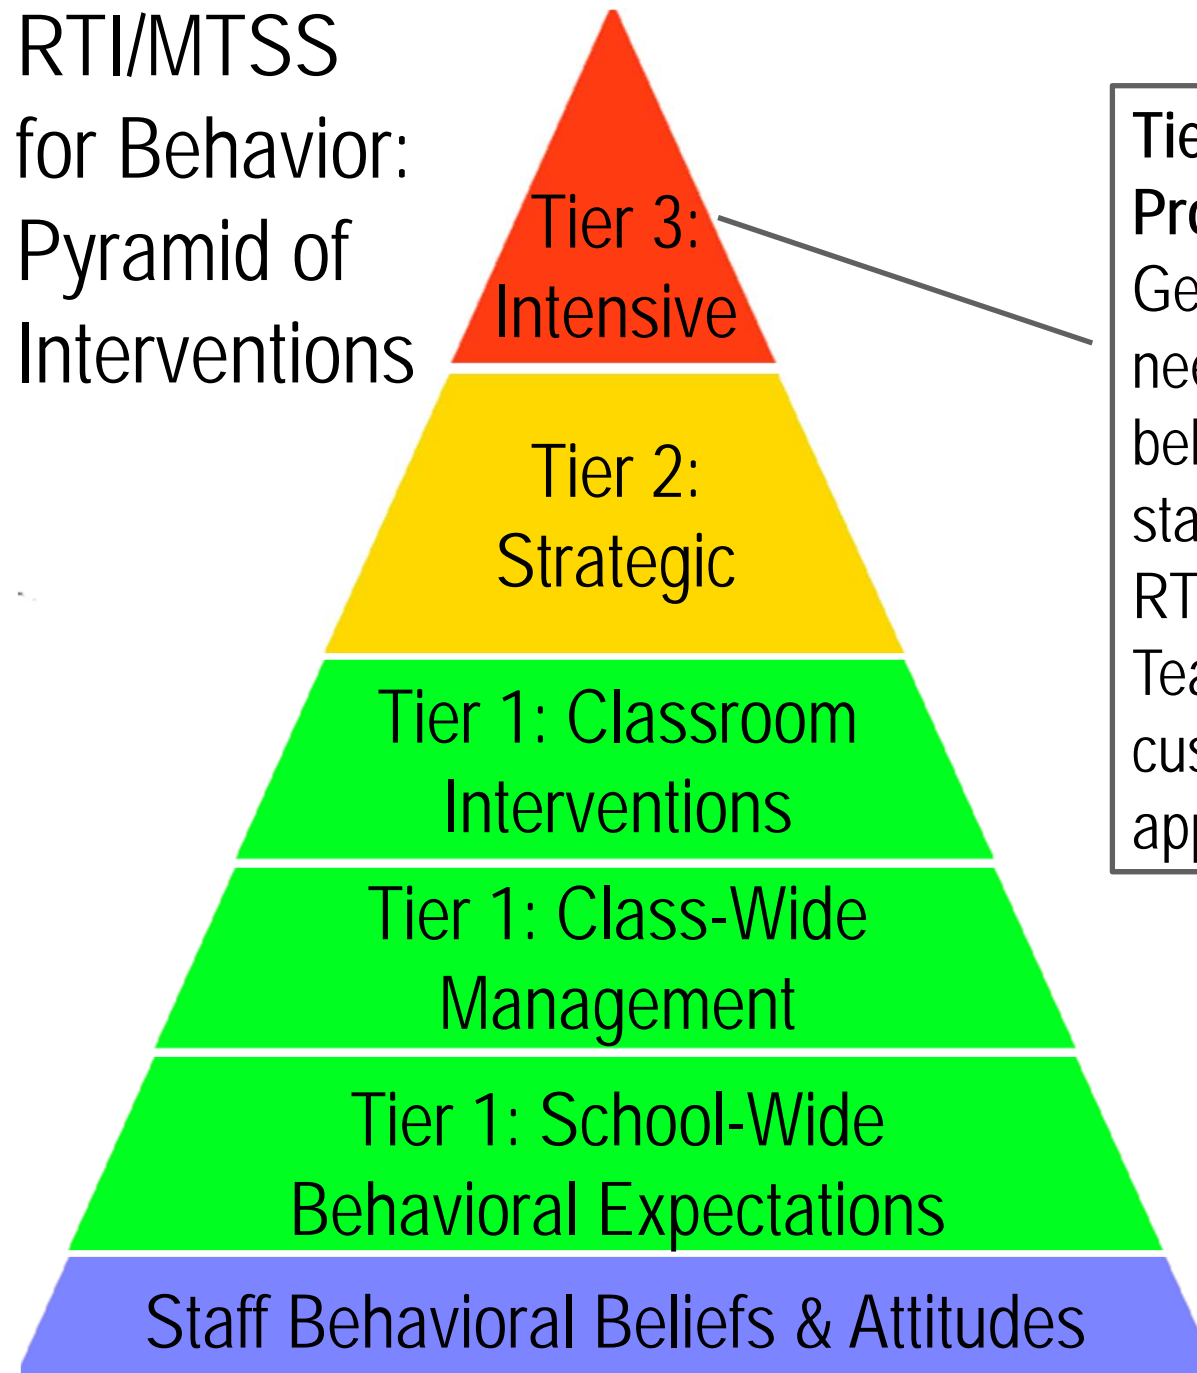 RTI/MTSS
for Behavior:
Pyramid of
Interventions
Tier 3:
Intensive
Tier 2:
Strategic
Tier 1: Classroom
Interventions
Tier 1: Class-Wide
Management
Tier 1: School-Wide
Behavioral Expectations
Staff Behavioral Beliefs & Attitudes